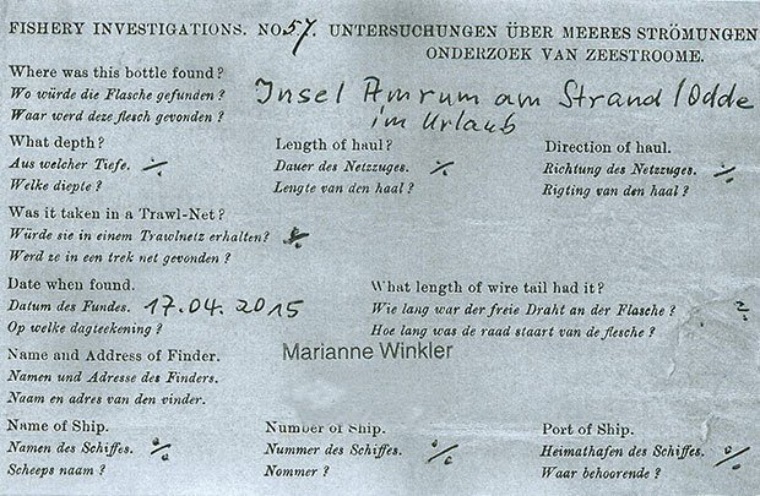 FISHERY INVESTIGATIONS. NO 57. UNTERSUCHUNGEN ÜBER MEERES STRÖMUNGEN
ONDERZOEK VAN ZEESTROOME.
Where was this bottle found?
Wo würde die Flasche gefunden?
Waar werd deze flesch gevonden?
Insel Amrum am Strand / Odde
im Urlaub
What depth?
Aus welcher Tiefe. ÷
Welke diepte?
Length of haul?
Dauer des Netzzuges. ÷
Lengte van den haal?
Direction of haul.
Richtung des Netzzuges. ÷
Rigting van den haal?
Was it taken in a Trawl-Net?
Würde sie in einem Trawlnetz erhalten?
Werd ze in een trek net gevonden?
Date when found.
Datum des Fundes. 17.04.2015
Op welke dagteekening?
What length of wire tail had it?
Wie lang war der freie Draht an der Flasche? ?
Hoe lang was de raad staart van de flesche?
Name and Address of Finder.
Namen und Adresse des Finders.
Naam en adres van den vinder.
Marianne Winkler
Name of Ship.
Namen des Schiffes. ÷
Scheeps naam?
Number of Ship.
Nummer des Schiffes. ÷
Nommer?
Port of Ship.
Heimathafen des Schiffes. ÷
Waar behoorende?